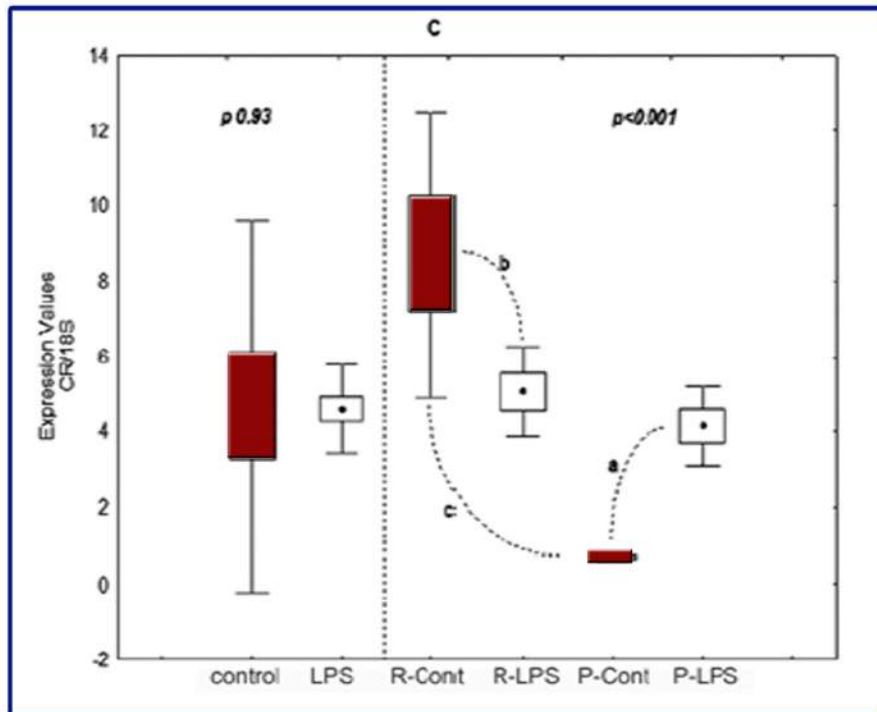 C
14
12
10
8
6
4
2
0
-2
Expression Values
CR/18S
p 0.93
p<0.001
b
c
a
control LPS R-Cont R-LPS P-Cont P-LPS